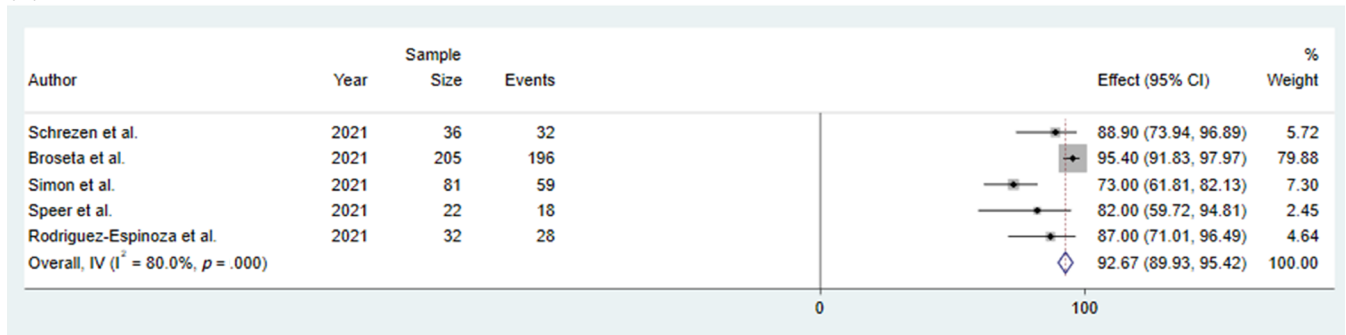 Sample %
Author Year Size Events Effect (95% CI) Weight
Schrezen et al. 2021 36 32 88.90 (73.94, 96.89) 5.72
Broseta et al. 2021 205 196 95.40 (91.83, 97.97) 79.88
Simon et al. 2021 81 59 73.00 (61.81, 82.13) 7.30
Speer et al. 2021 22 18 82.00 (59.72, 94.81) 2.45
Rodriguez-Espinoza et al. 2021 32 28 87.00 (71.01, 96.49) 4.64
Overall, IV (I² = 80.0%, p = .000) 92.67 (89.93, 95.42) 100.00
0 100